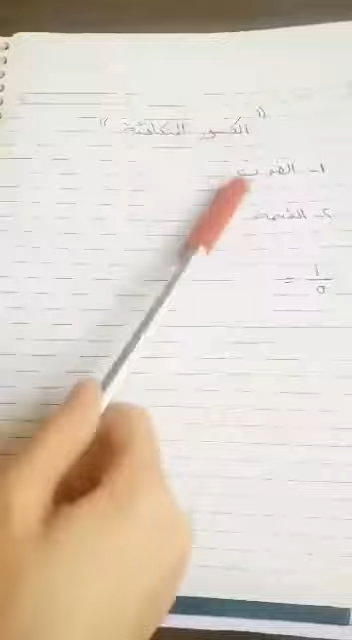 " الكسور المتكافئة "
١- الضرب
٢- القسمة
١/٥ =